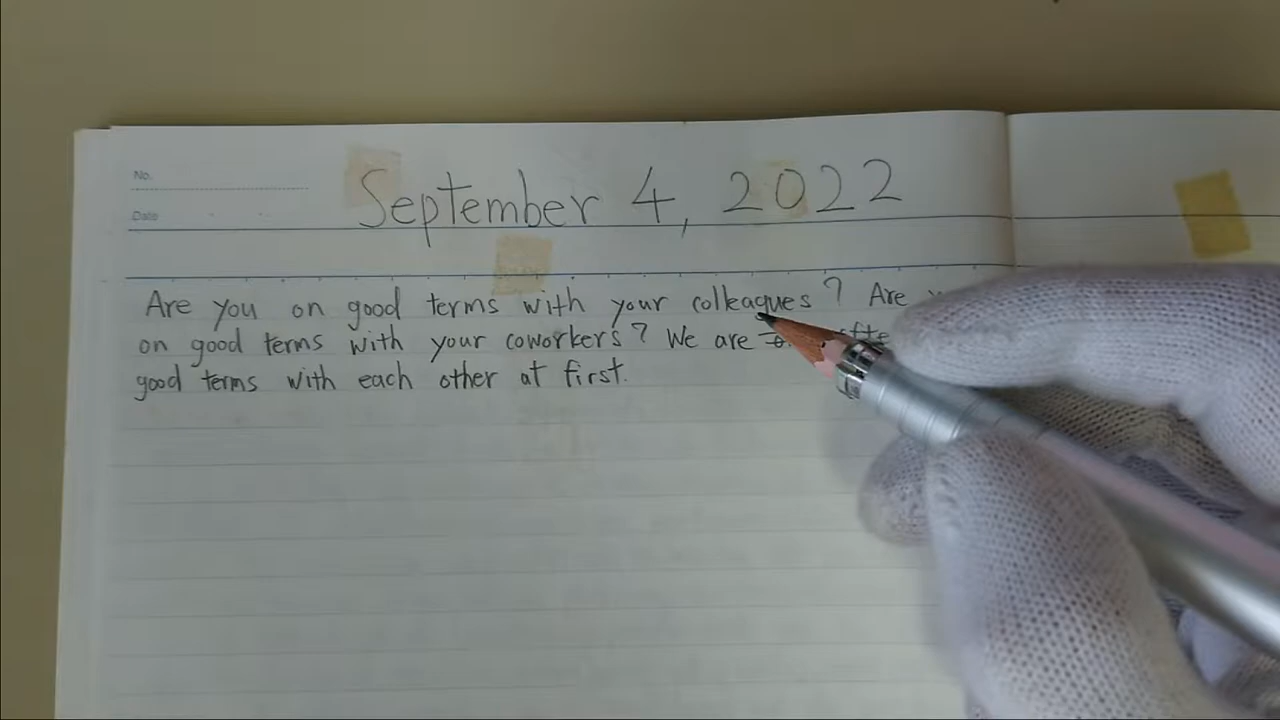 No.
Date
September 4, 2022
Are you on good terms with your colleagues? Are
on good terms with your coworkers? We are
good terms with each other at first.